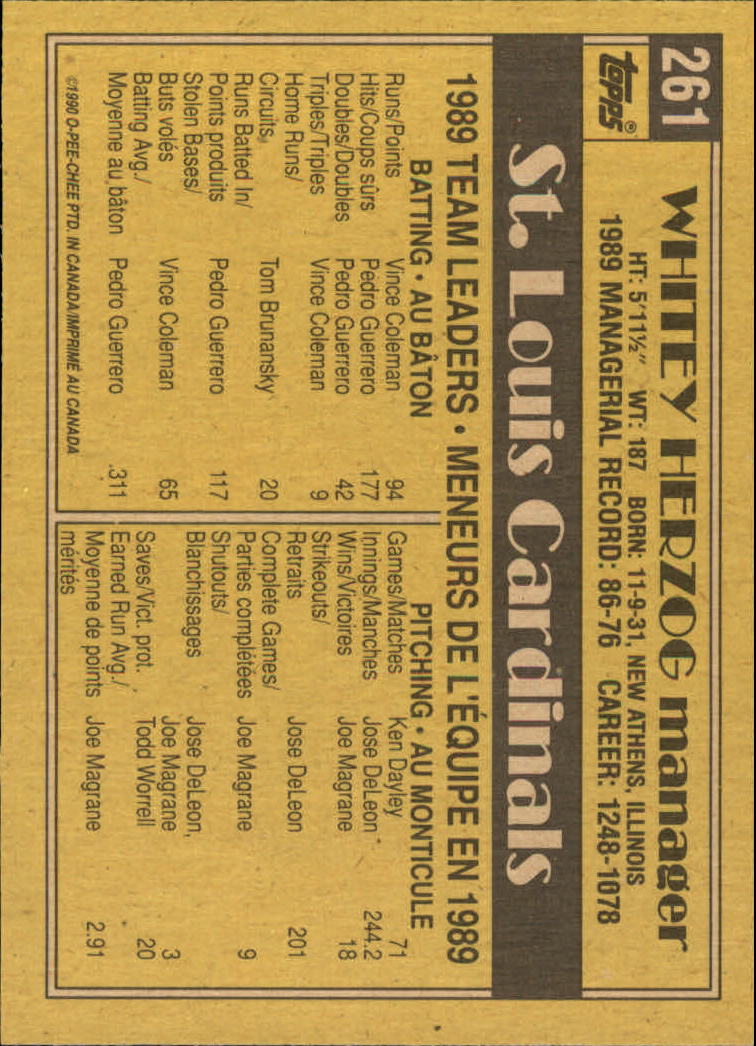 261
topps®
WHITEY HERZOG manager
HT: 5'11½" WT: 187 BORN: 11-9-31, NEW ATHENS, ILLINOIS
1989 MANAGERIAL RECORD: 86-76 CAREER: 1248-1078
St. Louis Cardinals
1989 TEAM LEADERS • MENEURS DE L'ÉQUIPE EN 1989
BATTING • AU BÂTON
Runs/Points Vince Coleman 94
Hits/Coups sûrs Pedro Guerrero 177
Doubles/Doubles Pedro Guerrero 42
Triples/Triples Vince Coleman 9
Home Runs/
Circuits Tom Brunansky 20
Runs Batted In/
Points produits Pedro Guerrero 117
Stolen Bases/
Buts volés Vince Coleman 65
Batting Avg./
Moyenne au bâton Pedro Guerrero .311
©1990 O-PEE-CHEE PTD. IN CANADA/IMPRIMÉ AU CANADA
PITCHING • AU MONTICULE
Games/Matches Ken Dayley 71
Innings/Manches Jose DeLeon 244.2
Wins/Victoires Joe Magrane 18
Strikeouts/
Retraits Jose DeLeon 201
Complete Games/
Parties complétées Joe Magrane 9
Shutouts/
Blanchissages Jose DeLeon,
Joe Magrane 3
Saves/Vict. prot. Todd Worrell 20
Earned Run Avg./
Moyenne de points Joe Magrane 2.91
mérités